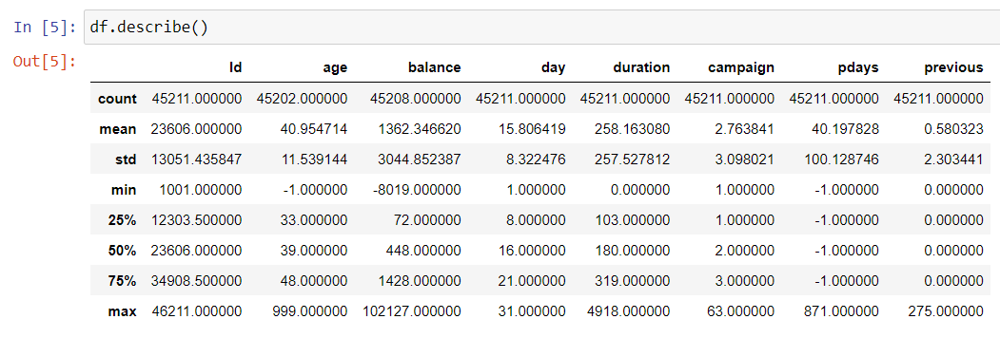 In [5]: df.describe()
Out[5]:
Id age balance day duration campaign pdays previous
count 45211.000000 45202.000000 45208.000000 45211.000000 45211.000000 45211.000000 45211.000000 45211.000000
mean 23606.000000 40.954714 1362.346620 15.806419 258.163080 2.763841 40.197828 0.580323
std 13051.435847 11.539144 3044.852387 8.322476 257.527812 3.098021 100.128746 2.303441
min 1001.000000 -1.000000 -8019.000000 1.000000 0.000000 1.000000 -1.000000 0.000000
25% 12303.500000 33.000000 72.000000 8.000000 103.000000 1.000000 -1.000000 0.000000
50% 23606.000000 39.000000 448.000000 16.000000 180.000000 2.000000 -1.000000 0.000000
75% 34908.500000 48.000000 1428.000000 21.000000 319.000000 3.000000 -1.000000 0.000000
max 46211.000000 999.000000 102127.000000 31.000000 4918.000000 63.000000 871.000000 275.000000